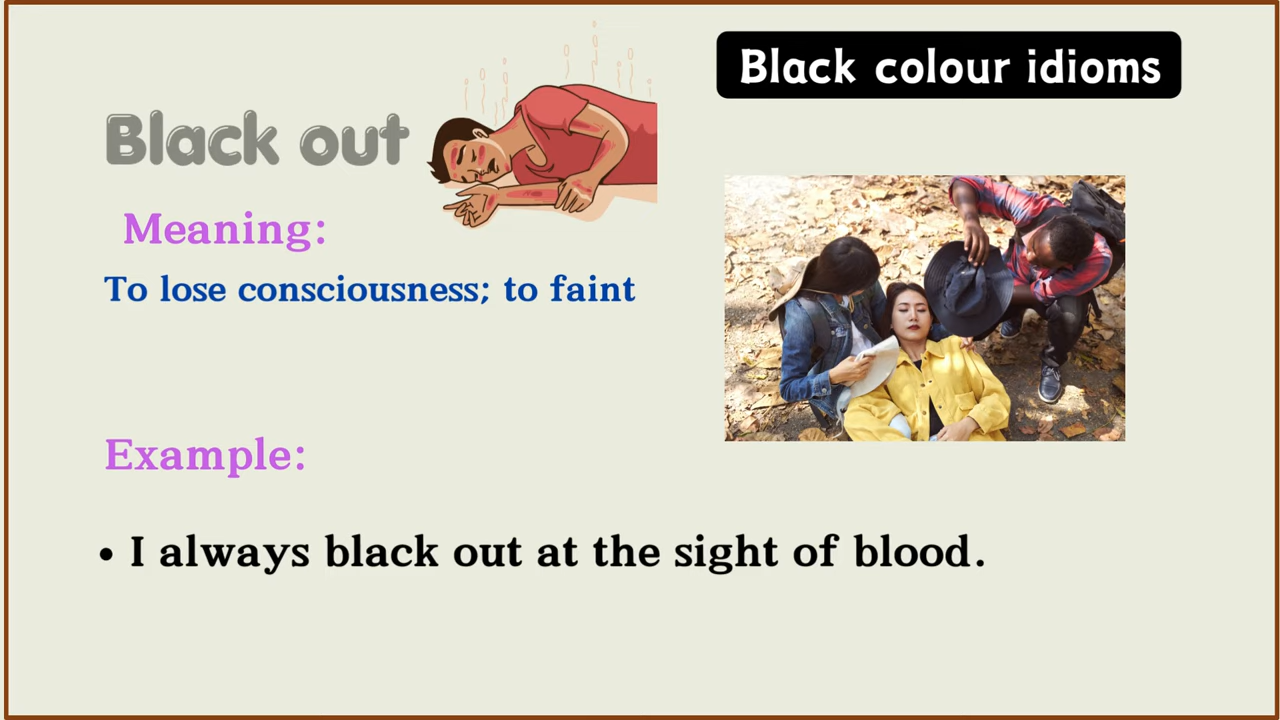 Black colour idioms
Black out
Meaning:
To lose consciousness; to faint
Example:
• I always black out at the sight of blood.